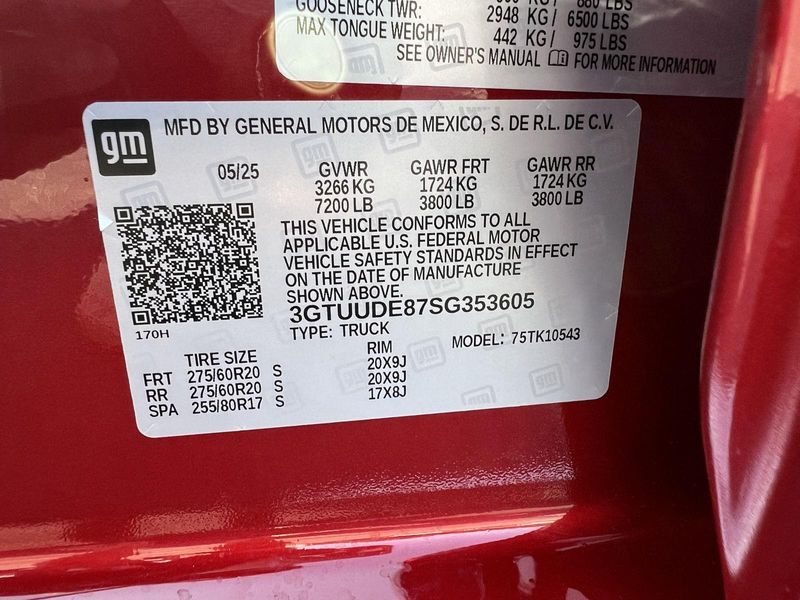 GOOSENECK TWR:
2948 KG / 6500 LBS
MAX TONGUE WEIGHT:
442 KG / 975 LBS
SEE OWNER'S MANUAL FOR MORE INFORMATION
gm
MFD BY GENERAL MOTORS DE MEXICO, S. DE R.L. DE C.V.
05/25
GVWR GAWR FRT GAWR RR
3266 KG 1724 KG 1724 KG
7200 LB 3800 LB 3800 LB
THIS VEHICLE CONFORMS TO ALL
APPLICABLE U.S. FEDERAL MOTOR
VEHICLE SAFETY STANDARDS IN EFFECT
ON THE DATE OF MANUFACTURE
SHOWN ABOVE.
3GTUUDE87SG353605
170H
TYPE: TRUCK
MODEL: 75TK10543
TIRE SIZE RIM
FRT 275/60R20 S 20X9J
RR 275/60R20 S 20X9J
SPA 255/80R17 S 17X8J